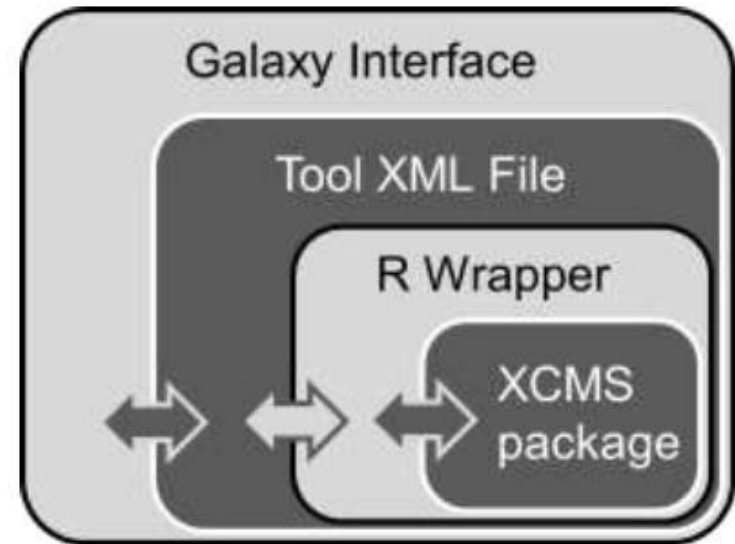 Galaxy Interface
Tool XML File
R Wrapper
XCMS
package